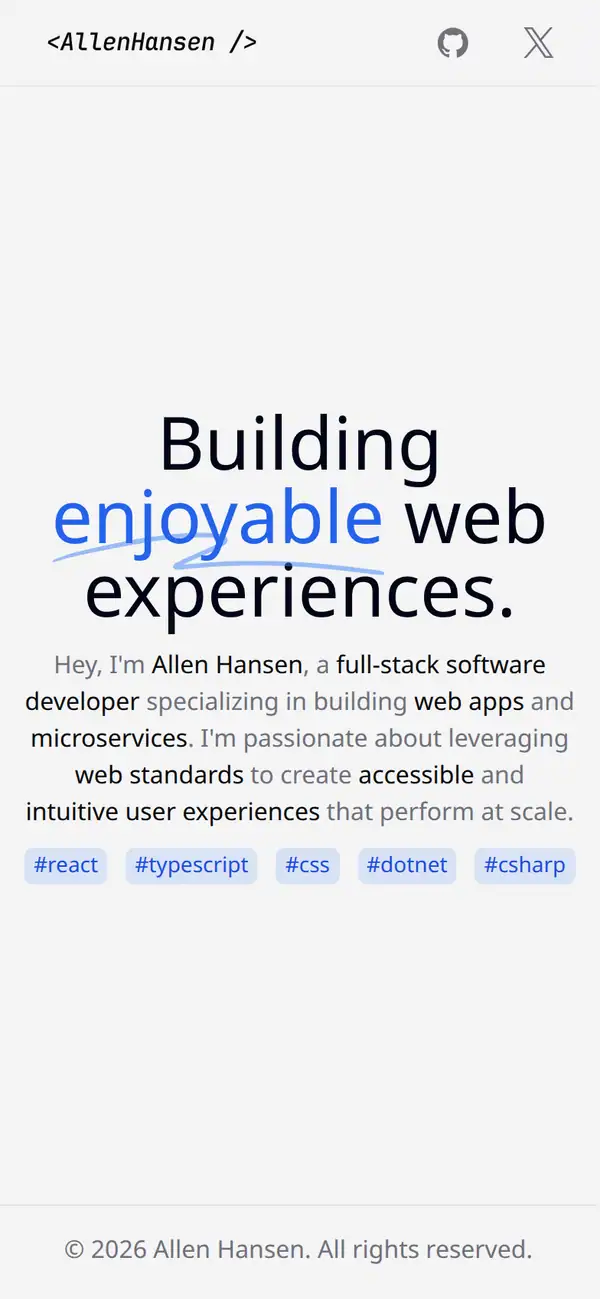 <AllenHansen />
Building
enjoyable web
experiences.
Hey, I'm Allen Hansen, a full-stack software
developer specializing in building web apps and
microservices. I'm passionate about leveraging
web standards to create accessible and
intuitive user experiences that perform at scale.
#react #typescript #css #dotnet #csharp
© 2026 Allen Hansen. All rights reserved.